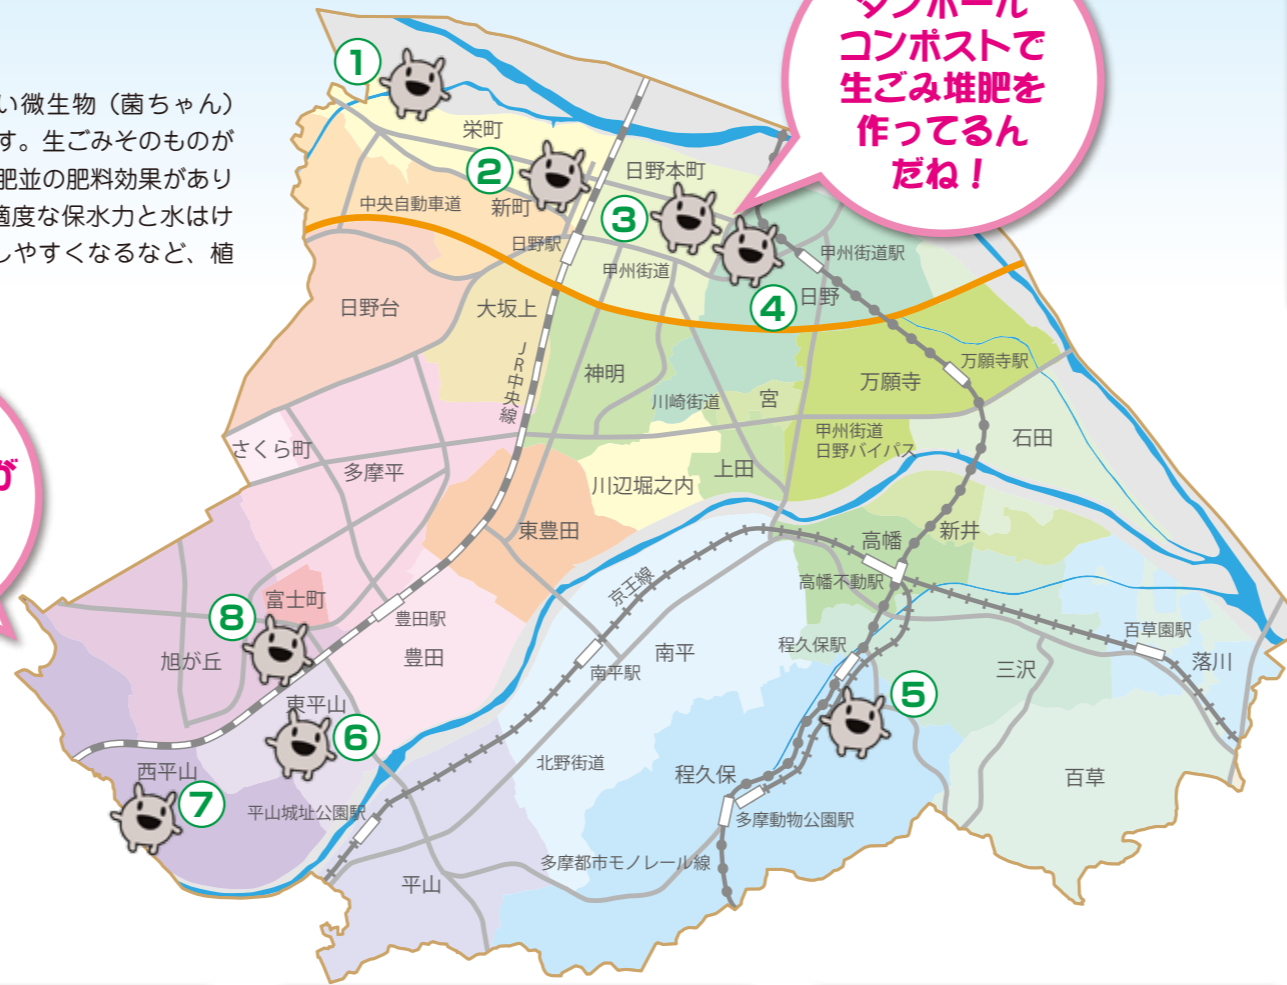 ダンボール
コンポストで
生ごみ堆肥を
作ってるん
だね！
い微生物（菌ちゃん）
す。生ごみそのものが
肥並の肥料効果があり
適度な保水力と水はけ
しやすくなるなど、植
が
①
栄町
②
日野本町
中央自動車道
新町
③
日野駅
甲州街道
甲州街道駅
④
日野
日野台
大坂上
JR中央線
神明
川崎街道
宮
万願寺
万願寺駅
甲州街道
日野バイパス
石田
さくら町
多摩平
川辺堀之内
上田
東豊田
高幡
新井
高幡不動駅
京王線
富士町
豊田駅
⑧
旭が丘
豊田
南平
南平駅
程久保駅
三沢
百草園駅
落川
⑤
東平山
⑥
西平山
⑦
平山城址公園駅
北野街道
程久保
百草
多摩動物公園駅
多摩都市モノレール線
平山